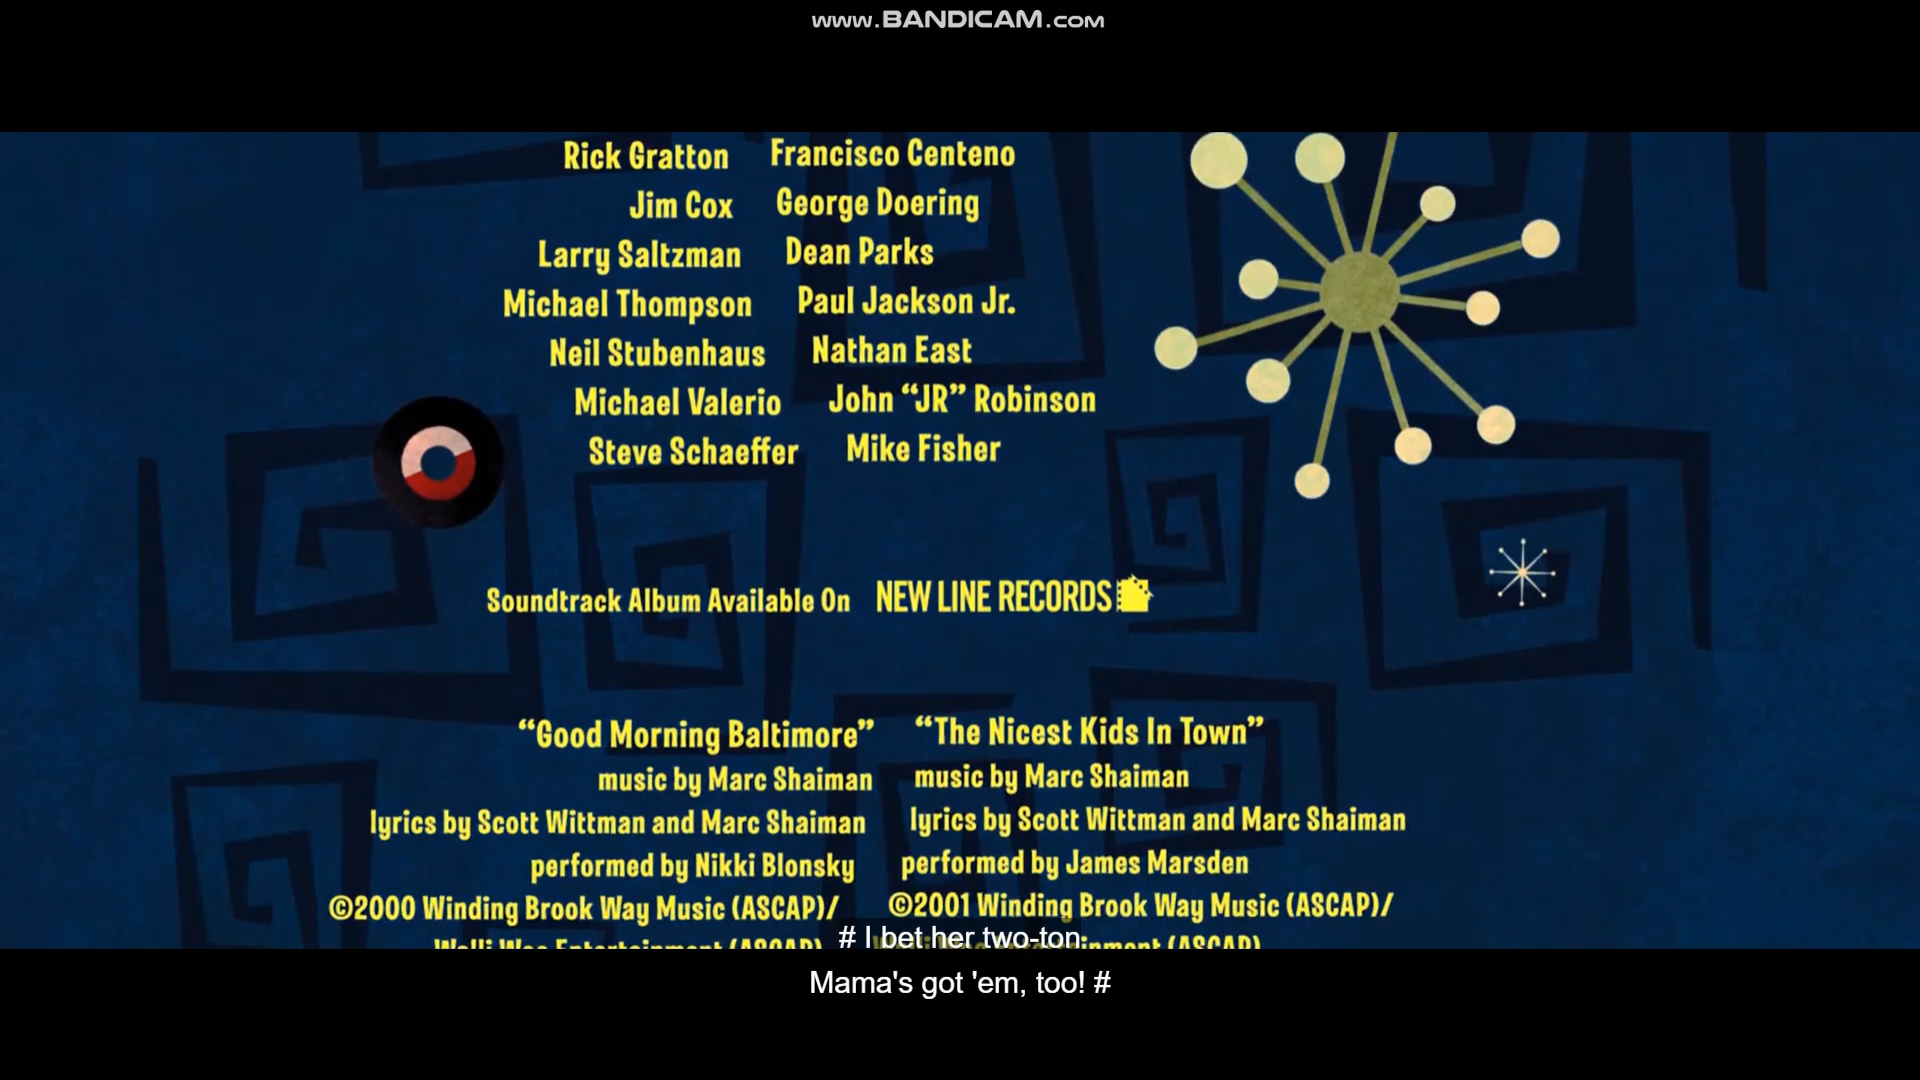 www.BANDICAM.com
Rick Gratton Francisco Centeno
Jim Cox George Doering
Larry Saltzman Dean Parks
Michael Thompson Paul Jackson Jr.
Neil Stubenhaus Nathan East
Michael Valerio John “JR” Robinson
Steve Schaeffer Mike Fisher
Soundtrack Album Available On NEW LINE RECORDS
“Good Morning Baltimore”
music by Marc Shaiman
lyrics by Scott Wittman and Marc Shaiman
performed by Nikki Blonsky
©2000 Winding Brook Way Music (ASCAP)/
“The Nicest Kids In Town”
music by Marc Shaiman
lyrics by Scott Wittman and Marc Shaiman
performed by James Marsden
©2001 Winding Brook Way Music (ASCAP)/
# I bet her two-ton
Mama's got 'em, too! #